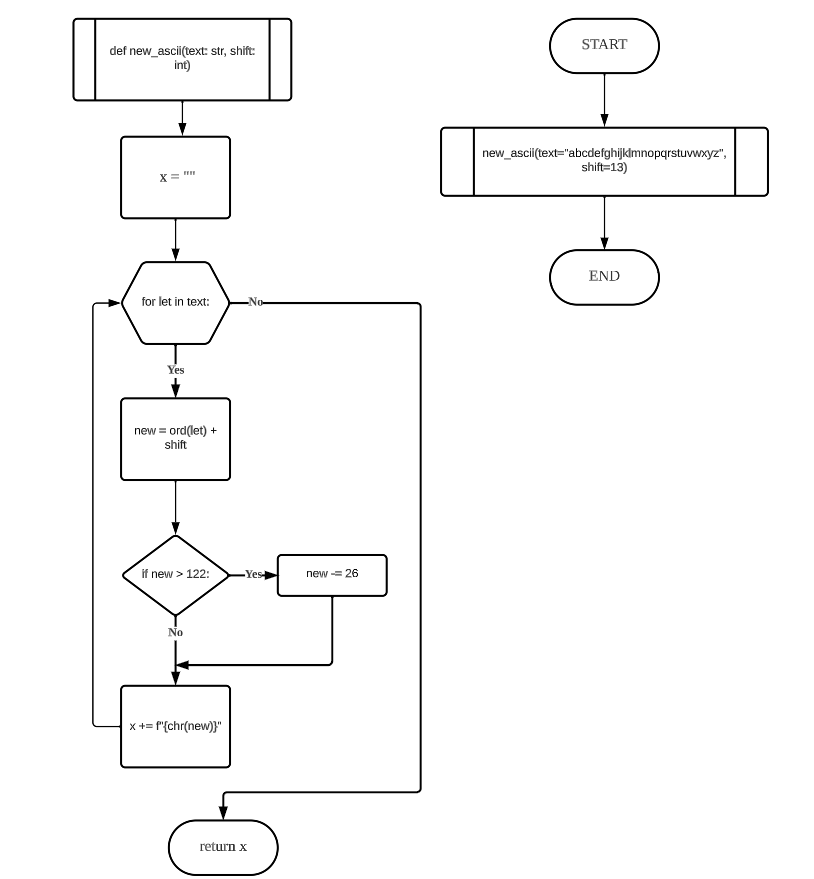 def new_ascii(text: str, shift:
int)
x = ""
for let in text:
No
Yes
new = ord(let) +
shift
if new > 122:
Yes
new -= 26
No
x += f"{chr(new)}"
return x
START
new_ascii(text="abcdefghijklmnopqrstuvwxyz",
shift=13)
END